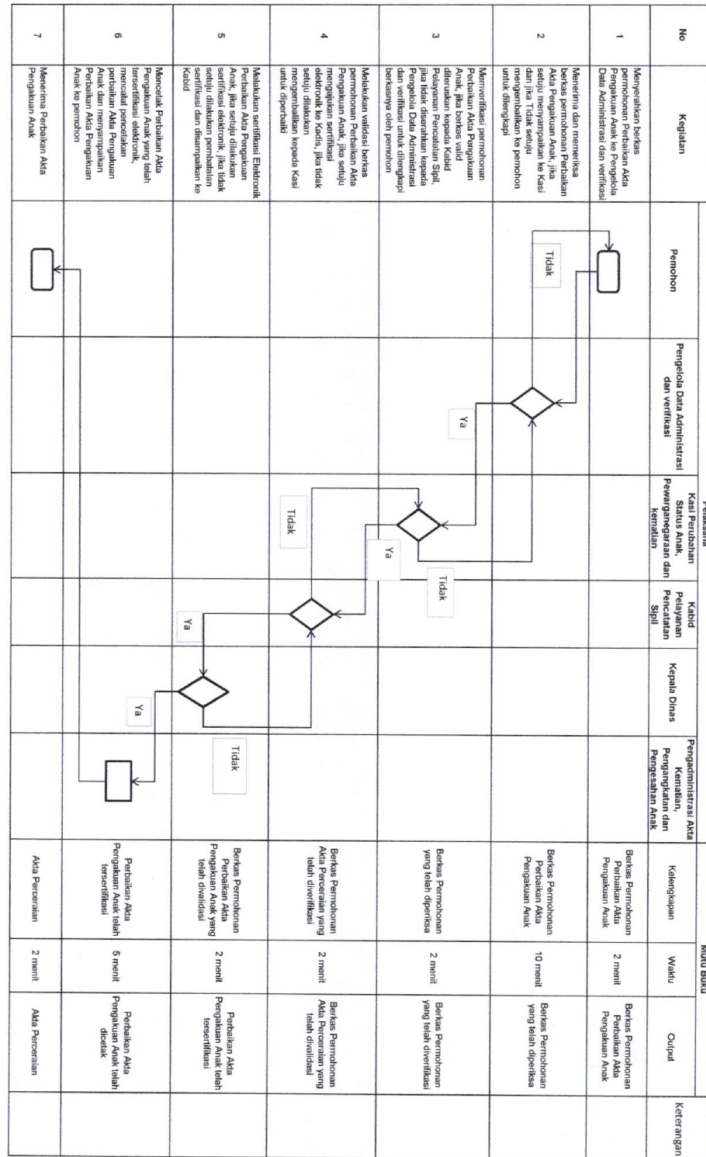 Pelaksana
Mutu Baku
No
Kegiatan
Pemohon
Pengelola Data Administrasi
dan verifikasi
Kasi Perubahan
Status Anak,
Pewarganegaraan dan
kematian
Kabid
Pelayanan
Pencatatan
Sipil
Kepala Dinas
Pengadministrasi Akta
Kematian,
Pengangkatan dan
Pengesahan Anak
Kelengkapan
Waktu
Output
Keterangan
1
Menyerahkan berkas
permohonan Perbaikan Akta
Pengakuan Anak ke Pengelola
Data Administrasi dan verifikasi
Berkas Permohonan
Perbaikan Akta
Pengakuan Anak
2 menit
Berkas Permohonan
Perbaikan Akta
Pengakuan Anak
2
Menerima dan memeriksa
berkas permohonan Perbaikan
Akta Pengakuan Anak, jika
setuju menyampaikan ke Kasi
dan jika Tidak setuju
mengembalikan ke pemohon
untuk dilengkapi
Tidak
Ya
Berkas Permohonan
Perbaikan Akta
Pengakuan Anak
10 menit
Berkas Permohonan
yang telah diperiksa
3
Memverifikasi permohonan
Perbaikan Akta Pengakuan
Anak, jika berkas valid
diteruskan kepada Kabid
Pelayanan Pencatatan Sipil,
jika tidak diserahkan kepada
Pengelola Data Administrasi
dan verifikasi untuk dilengkapi
berkasnya oleh pemohon
Ya
Tidak
Berkas Permohonan
yang telah diperiksa
2 menit
Berkas Permohonan
yang telah diverifikasi
4
Melakukan validasi berkas
permohonan Perbaikan Akta
Pengakuan Anak, jika setuju
mengajukan sertifikasi
elektronik ke Kadis, jika tidak
setuju dilakukan
mengembalikan kepada Kasi
untuk diperbaiki
Tidak
Ya
Berkas Permohonan
Akta Perceraian yang
telah diverifikasi
2 menit
Berkas Permohonan
Akta Perceraian yang
telah divalidasi
5
Melakukan sertifikasi Elektronik
Perbaikan Akta Pengakuan
Anak, jika setuju dilakukan
sertifikasi elektronik, jika tidak
setuju dilakukan pembatalan
sertifikasi dan disampaikan ke
Kabid
Tidak
Ya
Berkas Permohonan
Perbaikan Akta
Pengakuan Anak yang
telah divalidasi
2 menit
Perbaikan Akta
Pengakuan Anak telah
tersertifikasi
6
Mencetak Perbaikan Akta
Pengakuan Anak yang telah
tersertifikasi elektronik,
mencatat pencetakan
perbaikan Akta Pengakuan
Anak dan menyampaikan
Perbaikan Akta Pengakuan
Anak ke pemohon
Perbaikan Akta
Pengakuan Anak telah
tersertifikasi
5 menit
Perbaikan Akta
Pengakuan Anak telah
dicetak
7
Menerima Perbaikan Akta
Pengakuan Anak
Akta Perceraian
2 menit
Akta Perceraian